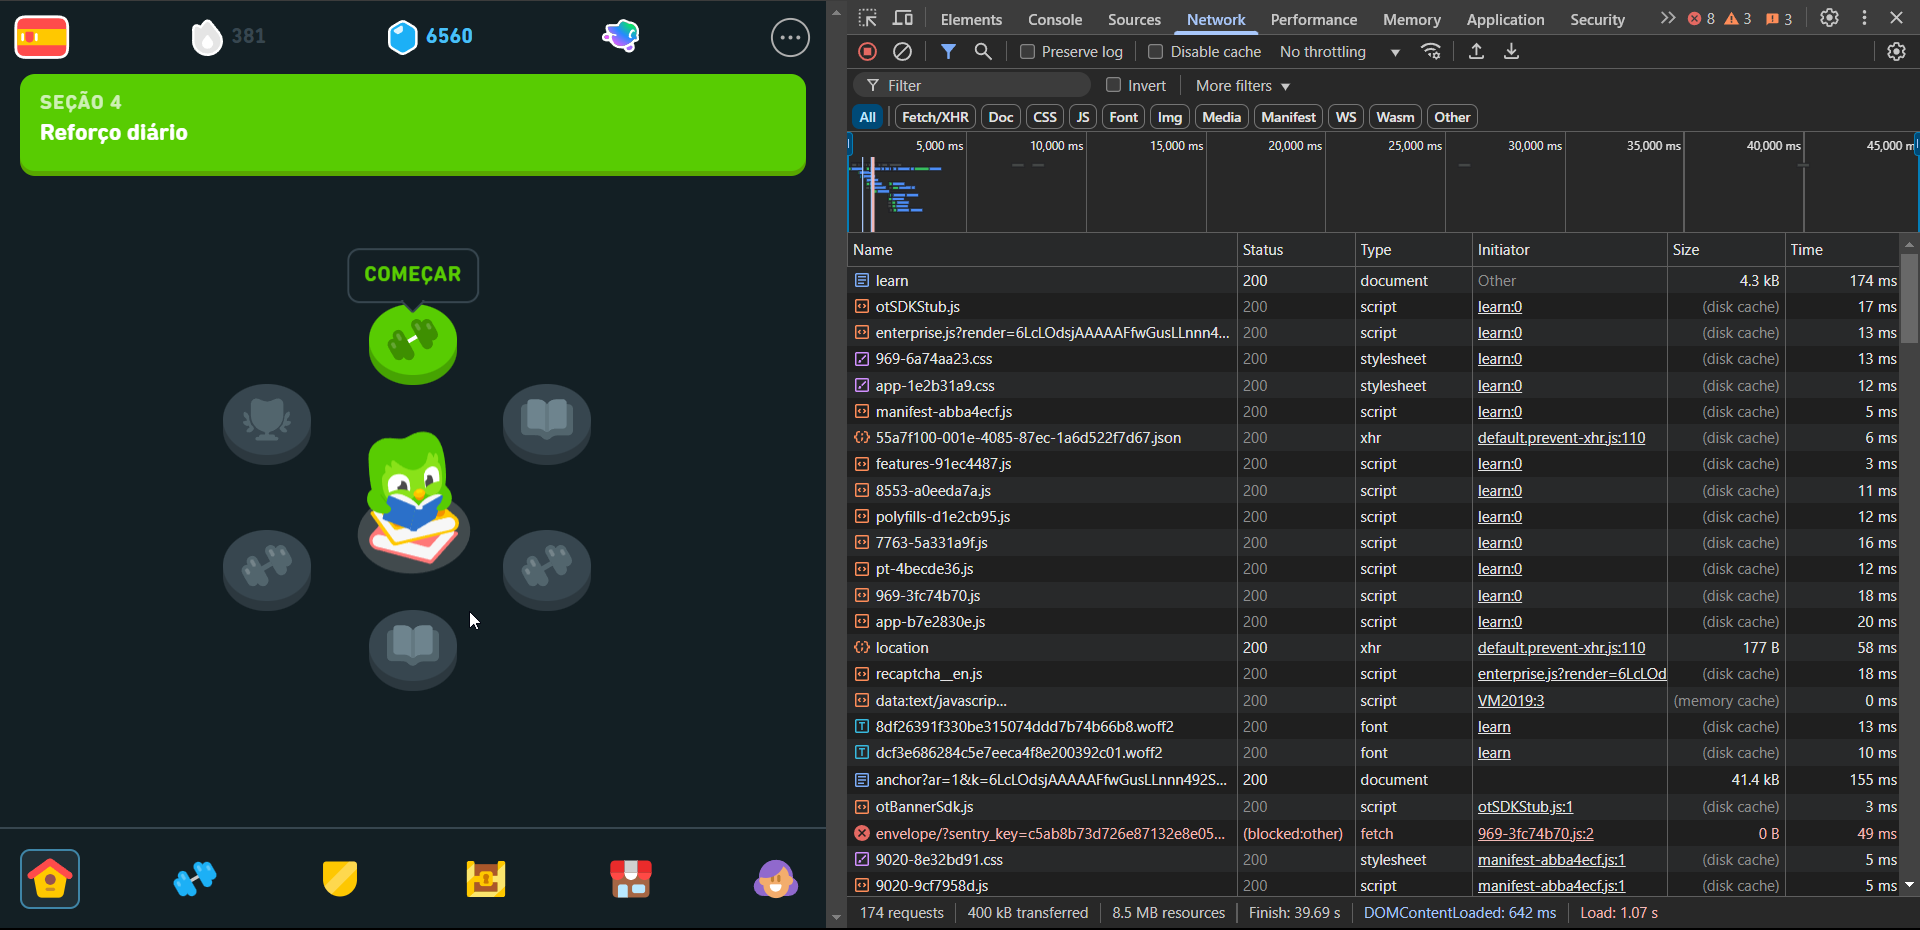 381
6560
SEÇÃO 4
Reforço diário
COMEÇAR
Elements Console Sources Network Performance Memory Application Security 8 3 3
Preserve log Disable cache No throttling
Filter Invert More filters
All Fetch/XHR Doc CSS JS Font Img Media Manifest WS Wasm Other
5,000 ms 10,000 ms 15,000 ms 20,000 ms 25,000 ms 30,000 ms 35,000 ms 40,000 ms 45,000 m
Name Status Type Initiator Size Time
learn 200 document Other 4.3 kB 174 ms
otSDKStub.js 200 script learn:0 (disk cache) 17 ms
enterprise.js?render=6LcLOdsjAAAAAFfwGusLLnnn4... 200 script learn:0 (disk cache) 13 ms
969-6a74aa23.css 200 stylesheet learn:0 (disk cache) 13 ms
app-1e2b31a9.css 200 stylesheet learn:0 (disk cache) 12 ms
manifest-abba4ecf.js 200 script learn:0 (disk cache) 5 ms
55a7f100-001e-4085-87ec-1a6d522f7d67.json 200 xhr default.prevent-xhr.js:110 (disk cache) 6 ms
features-91ec4487.js 200 script learn:0 (disk cache) 3 ms
8553-a0eeda7a.js 200 script learn:0 (disk cache) 11 ms
polyfills-d1e2cb95.js 200 script learn:0 (disk cache) 12 ms
7763-5a331a9f.js 200 script learn:0 (disk cache) 16 ms
pt-4becde36.js 200 script learn:0 (disk cache) 12 ms
969-3fc74b70.js 200 script learn:0 (disk cache) 18 ms
app-b7e2830e.js 200 script learn:0 (disk cache) 20 ms
location 200 xhr default.prevent-xhr.js:110 177 B 58 ms
recaptcha__en.js 200 script enterprise.js?render=6LcLOd (disk cache) 18 ms
data:text/javascrip... 200 script VM2019:3 (memory cache) 0 ms
8df26391f330be315074ddd7b74b66b8.woff2 200 font learn (disk cache) 13 ms
dcf3e686284c5e7eeca4f8e200392c01.woff2 200 font learn (disk cache) 10 ms
anchor?ar=1&k=6LcLOdsjAAAAAFfwGusLLnnn492S... 200 document 41.4 kB 155 ms
otBannerSdk.js 200 script otSDKStub.js:1 (disk cache) 3 ms
envelope/?sentry_key=c5ab8b73d726e87132e8e05... (blocked:other) fetch 969-3fc74b70.js:2 0 B 49 ms
9020-8e32bd91.css 200 stylesheet manifest-abba4ecf.js:1 (disk cache) 5 ms
9020-9cf7958d.js 200 script manifest-abba4ecf.js:1 (disk cache) 5 ms
174 requests 400 kB transferred 8.5 MB resources Finish: 39.69 s DOMContentLoaded: 642 ms Load: 1.07 s